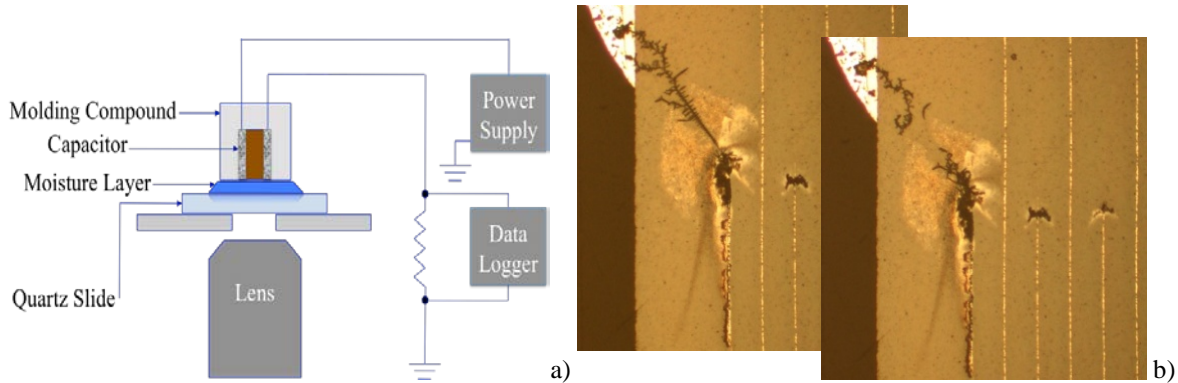 Molding Compound
Capacitor
Moisture Layer
Quartz Slide
Lens
Power
Supply
Data
Logger
a)
b)